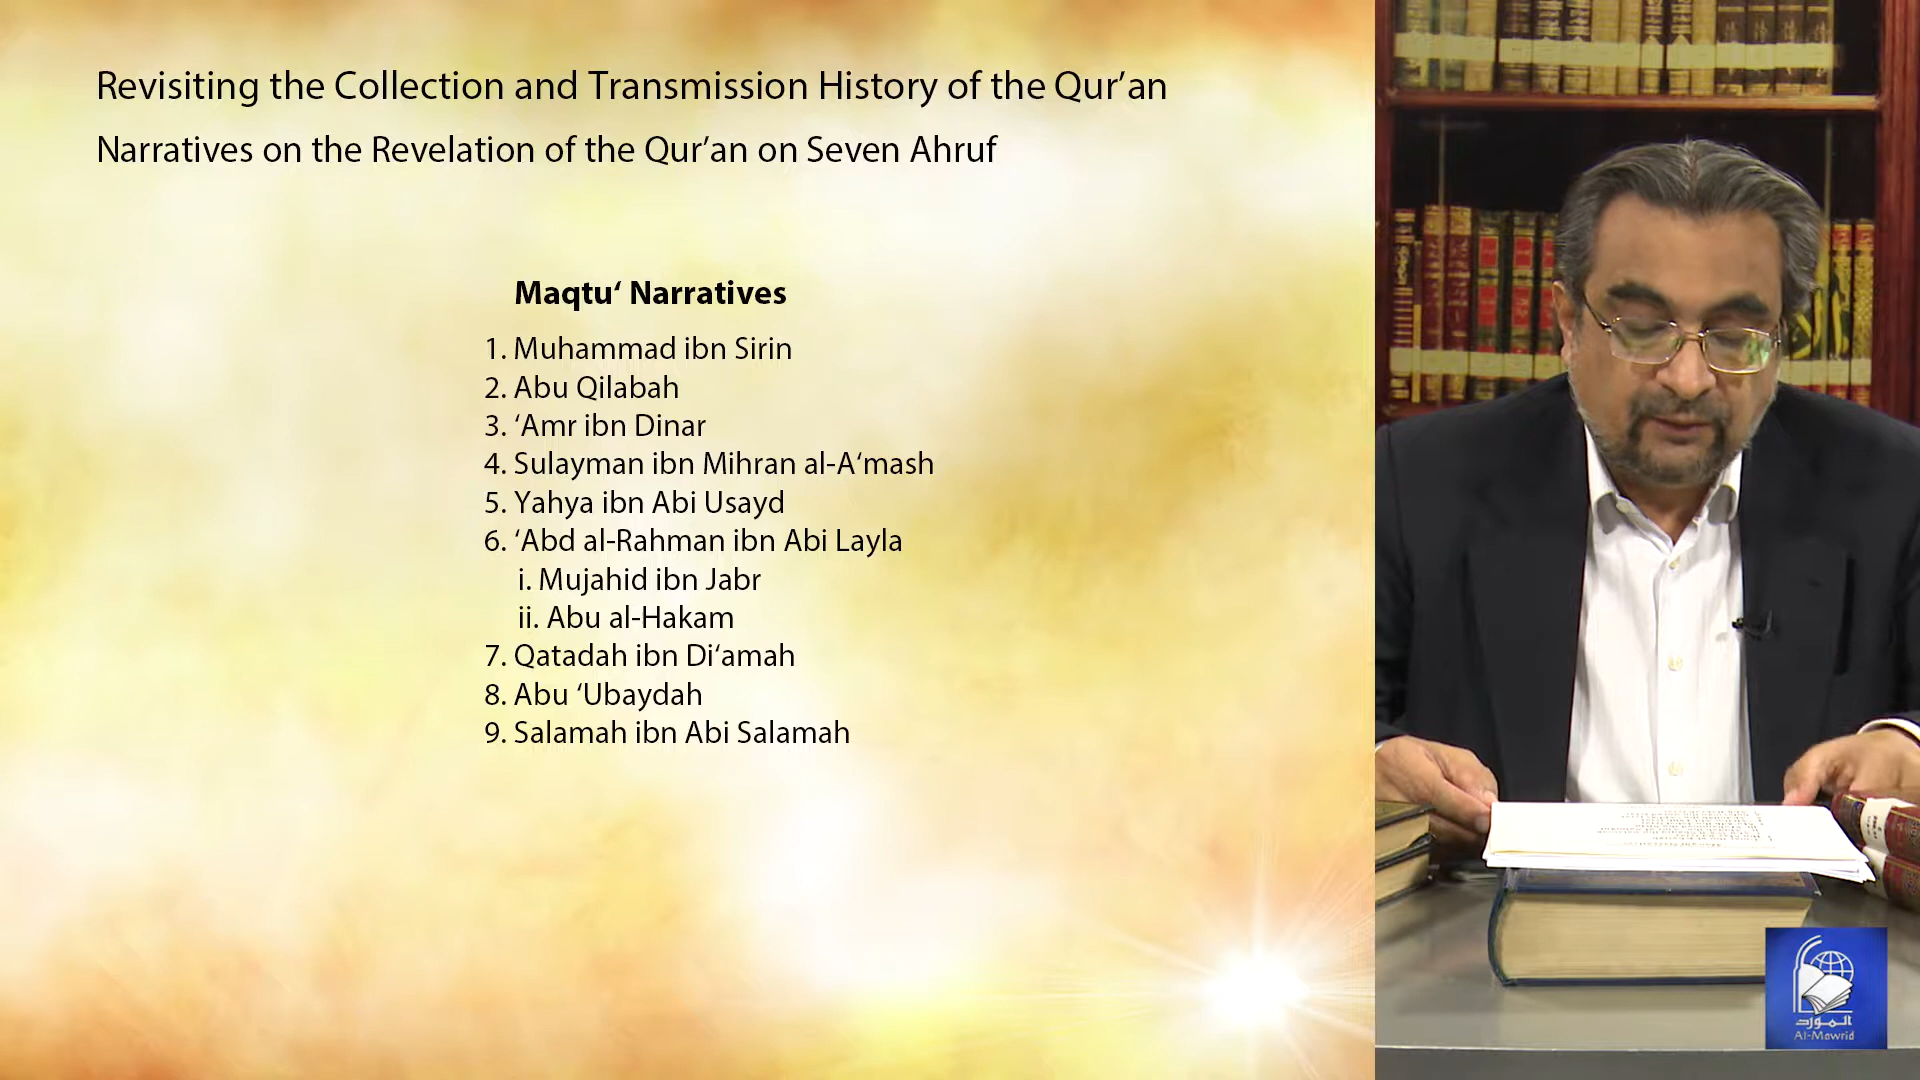 Revisiting the Collection and Transmission History of the Qur’an
Narratives on the Revelation of the Qur’an on Seven Ahruf
Maqtu‘ Narratives
1. Muhammad ibn Sirin
2. Abu Qilabah
3. ‘Amr ibn Dinar
4. Sulayman ibn Mihran al-A‘mash
5. Yahya ibn Abi Usayd
6. ‘Abd al-Rahman ibn Abi Layla
i. Mujahid ibn Jabr
ii. Abu al-Hakam
7. Qatadah ibn Di‘amah
8. Abu ‘Ubaydah
9. Salamah ibn Abi Salamah
المورد
Al-Mawrid